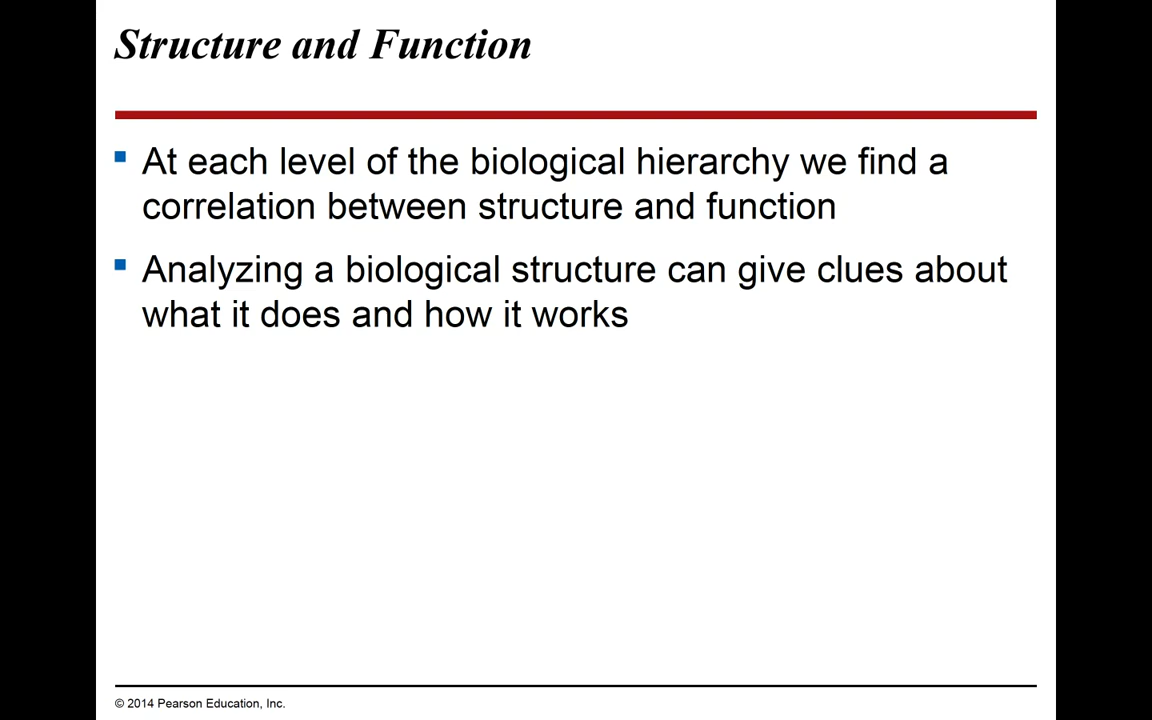 Structure and Function
At each level of the biological hierarchy we find a
correlation between structure and function
Analyzing a biological structure can give clues about
what it does and how it works
© 2014 Pearson Education, Inc.